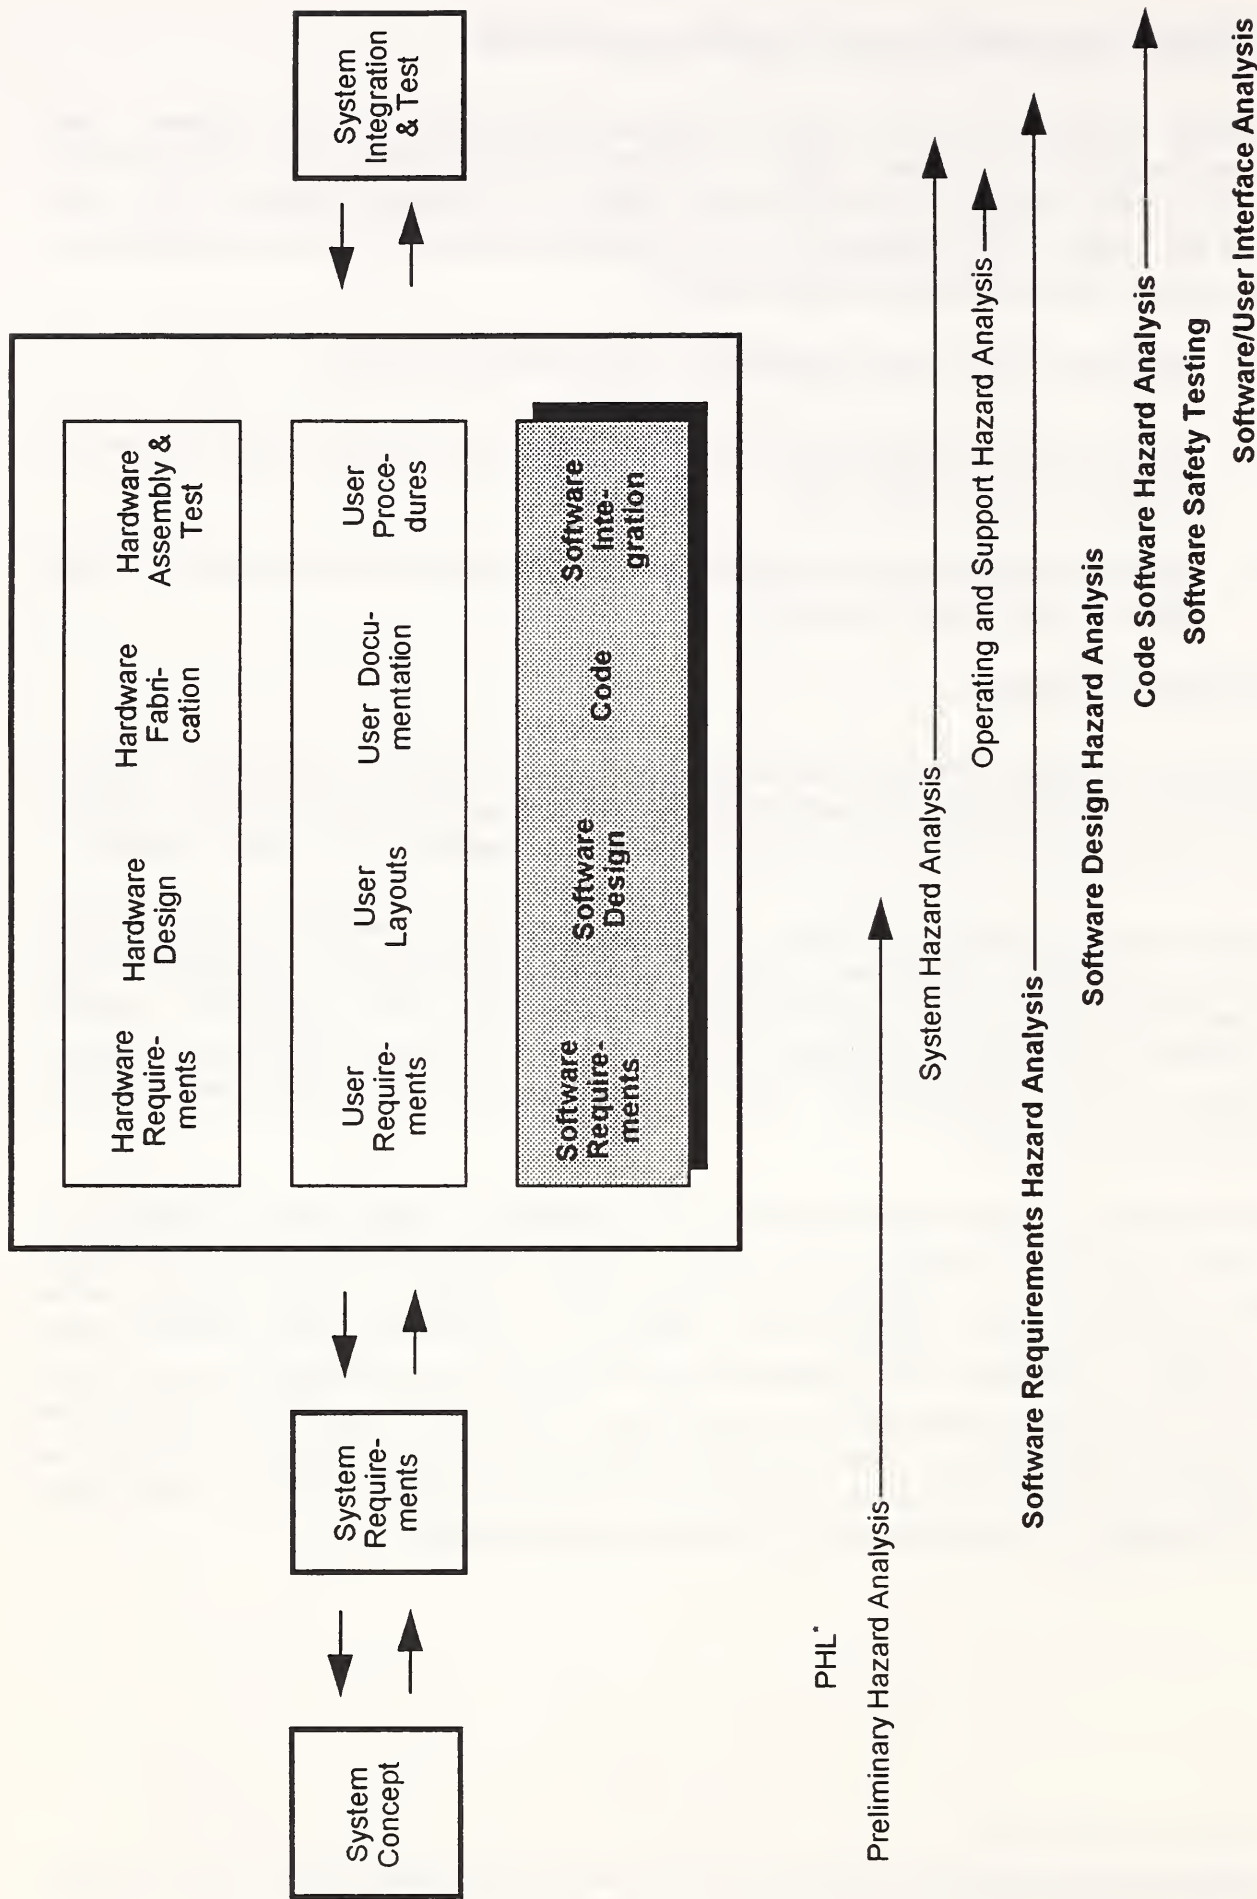 System
Concept
System
Require-
ments
Hardware
Require-
ments
Hardware
Design
Hardware
Fabri-
cation
Hardware
Assembly &
Test
User
Require-
ments
User
Layouts
User Docu-
mentation
User
Proce-
dures
Software
Require-
ments
Software
Design
Code
Software
Inte-
gration
System
Integration
& Test
PHL*
Preliminary Hazard Analysis
System Hazard Analysis
Operating and Support Hazard Analysis
Software Requirements Hazard Analysis
Software Design Hazard Analysis
Code Software Hazard Analysis
Software Safety Testing
Software/User Interface Analysis